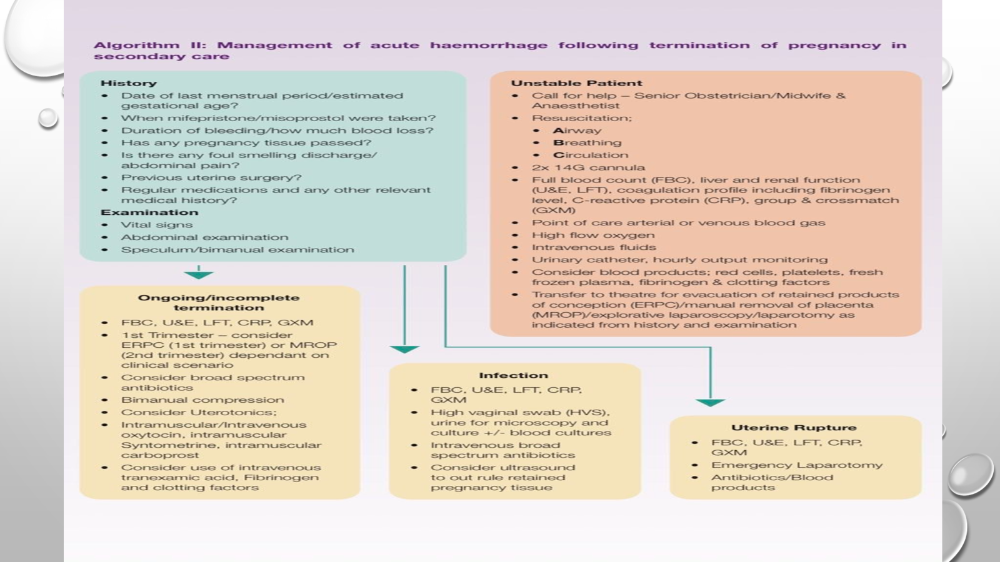 Algorithm II: Management of acute haemorrhage following termination of pregnancy in
secondary care
History
• Date of last menstrual period/estimated
gestational age?
• When mifepristone/misoprostol were taken?
• Duration of bleeding/how much blood loss?
• Has any pregnancy tissue passed?
• Is there any foul smelling discharge/
abdominal pain?
• Previous uterine surgery?
• Regular medications and any other relevant
medical history?
Examination
• Vital signs
• Abdominal examination
• Speculum/bimanual examination
Unstable Patient
• Call for help – Senior Obstetrician/Midwife &
Anaesthetist
• Resuscitation;
• Airway
• Breathing
• Circulation
• 2x 14G cannula
• Full blood count (FBC), liver and renal function
(U&E, LFT), coagulation profile including fibrinogen
level, C-reactive protein (CRP), group & crossmatch
(GXM)
• Point of care arterial or venous blood gas
• High flow oxygen
• Intravenous fluids
• Urinary catheter, hourly output monitoring
• Consider blood products; red cells, platelets, fresh
frozen plasma, fibrinogen & clotting factors
• Transfer to theatre for evacuation of retained products
of conception (ERPC)/manual removal of placenta
(MROP)/explorative laparoscopy/laparotomy as
indicated from history and examination
Ongoing/incomplete
termination
• FBC, U&E, LFT, CRP, GXM
• 1st Trimester – consider
ERPC (1st trimester) or MROP
(2nd trimester) dependant on
clinical scenario
• Consider broad spectrum
antibiotics
• Bimanual compression
• Consider Uterotonics;
• Intramuscular/Intravenous
oxytocin, intramuscular
Syntometrine, intramuscular
carboprost
• Consider use of intravenous
tranexamic acid, Fibrinogen
and clotting factors
Infection
• FBC, U&E, LFT, CRP,
GXM
• High vaginal swab (HVS),
urine for microscopy and
culture +/- blood cultures
• Intravenous broad
spectrum antibiotics
• Consider ultrasound
to out rule retained
pregnancy tissue
Uterine Rupture
• FBC, U&E, LFT, CRP,
GXM
• Emergency Laparotomy
• Antibiotics/Blood
products